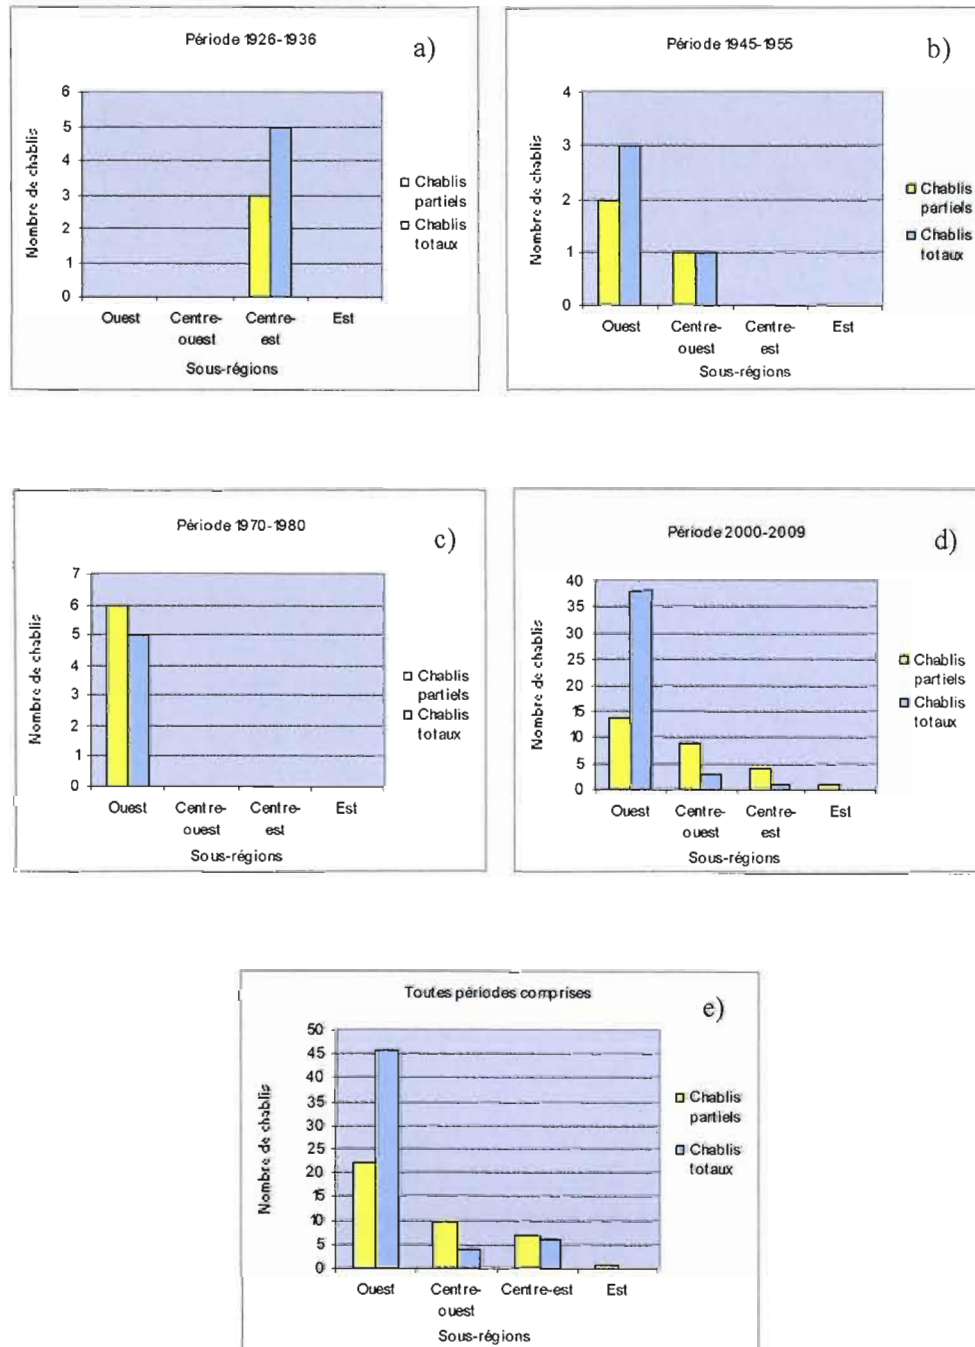 Période 1926-1936
a)
Nombre de chablis
6
5
4
3
2
1
0
Ouest
Centre-
ouest
Centre-
est
Est
Sous-régions
Chablis
partiels
Chablis
totaux
Période 1945-1955
b)
Nombre de chablis
4
3
2
1
0
Ouest
Centre-
ouest
Centre-
est
Est
Sous-régions
Chablis
partiels
Chablis
totaux
Période 1970-1980
c)
Nombre de chablis
7
6
5
4
3
2
1
0
Ouest
Centre-
ouest
Centre-
est
Est
Sous-régions
Chablis
partiels
Chablis
totaux
Période 2000-2009
d)
Nombre de chablis
40
35
30
25
20
15
10
5
0
Ouest
Centre-
ouest
Centre-
est
Est
Sous-régions
Chablis
partiels
Chablis
totaux
Toutes périodes comprises
e)
Nombre de chablis
50
45
40
35
30
25
20
15
10
5
0
Ouest
Centre-
ouest
Centre-est
Est
Sous-régions
Chablis
partiels
Chablis
totaux